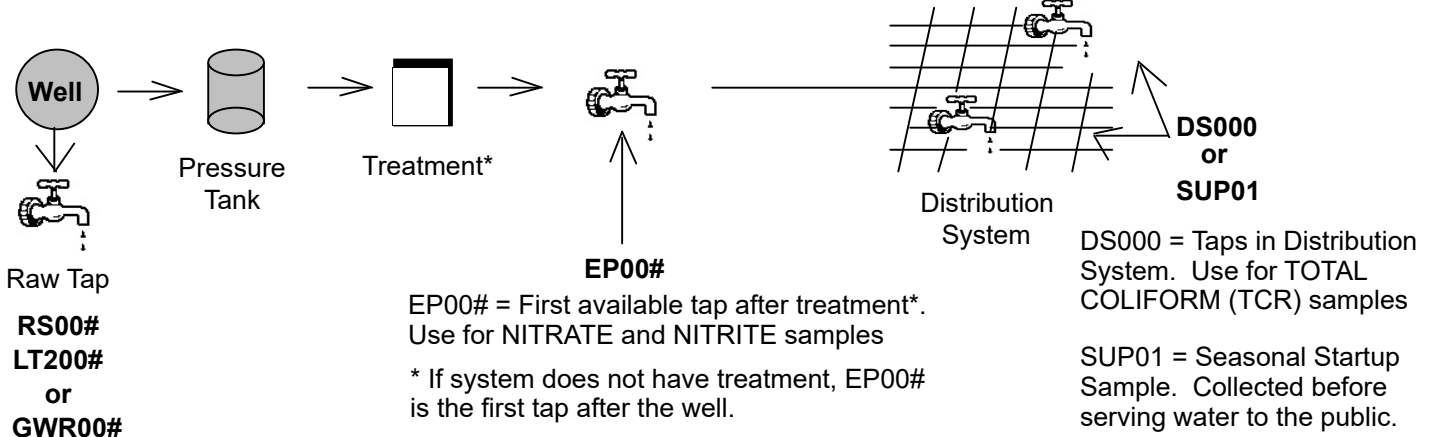 Well
Pressure
Tank
Treatment*
Raw Tap
RS00#
LT200#
or
GWR00#
EP00#
EP00# = First available tap after treatment*.
Use for NITRATE and NITRITE samples
* If system does not have treatment, EP00#
is the first tap after the well.
Distribution
System
DS000
or
SUP01
DS000 = Taps in Distribution
System.  Use for TOTAL
COLIFORM (TCR) samples
SUP01 = Seasonal Startup
Sample.  Collected before
serving water to the public.